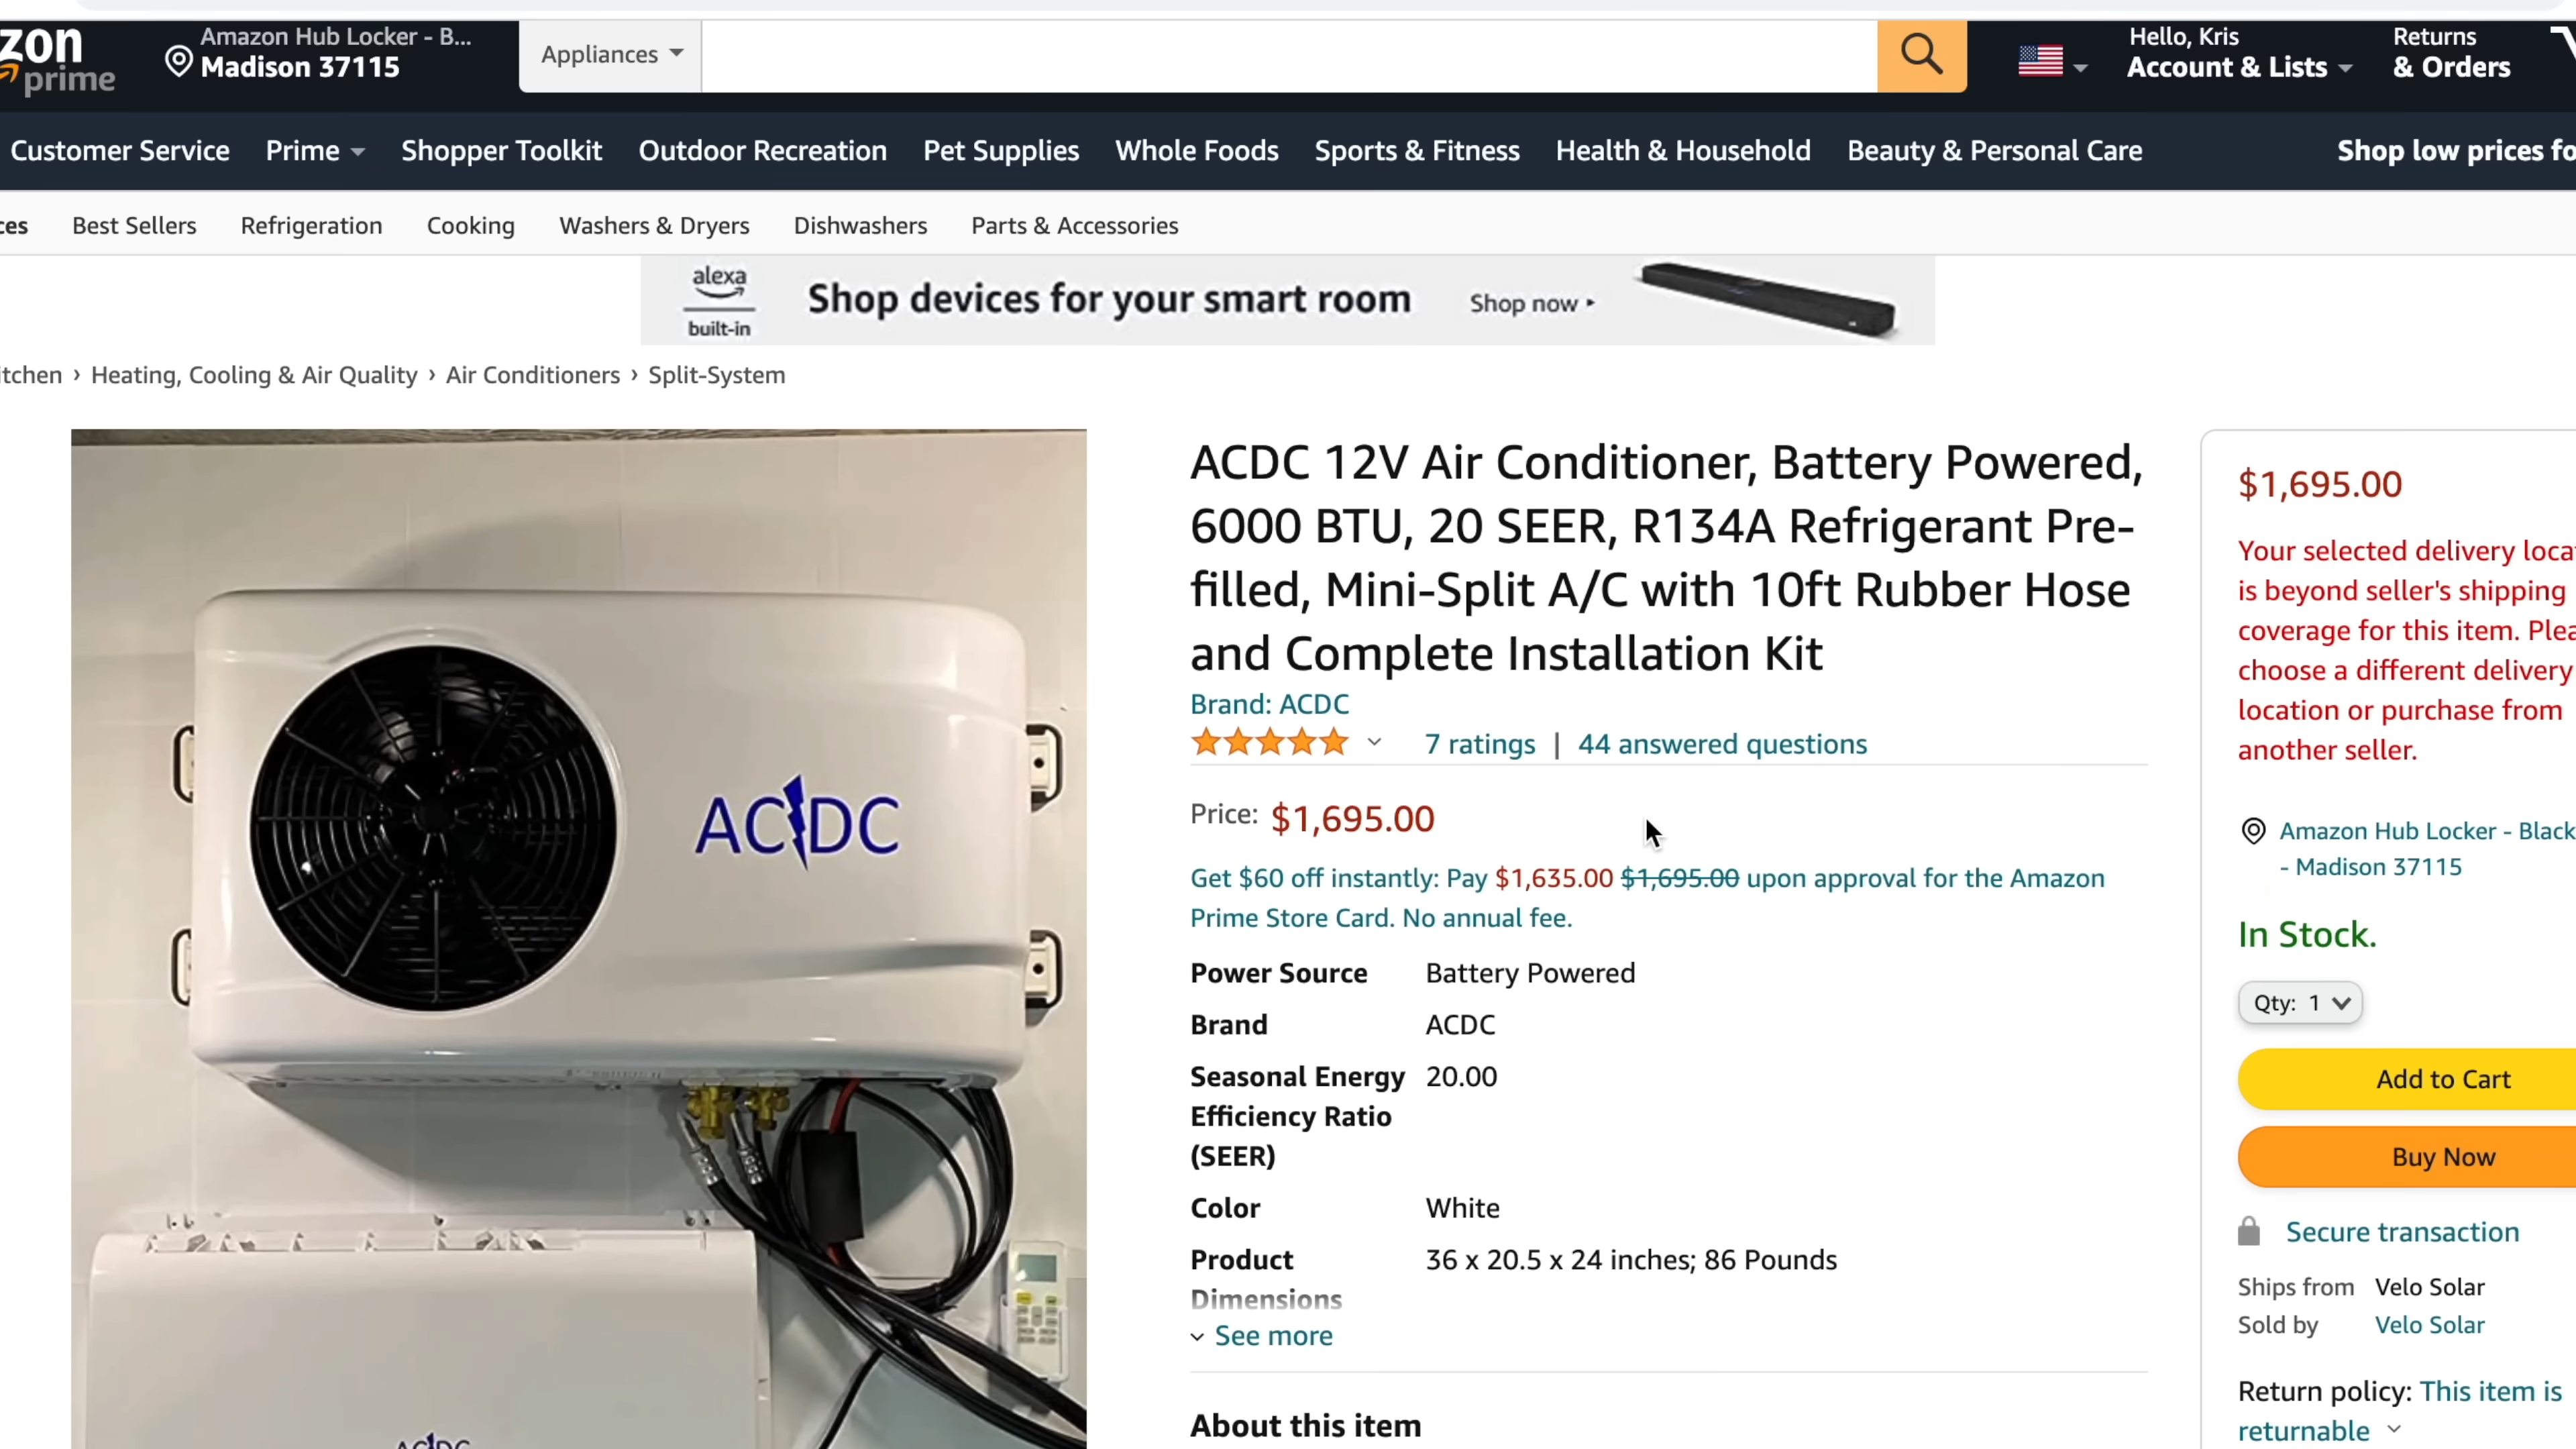 zon
prime
Amazon Hub Locker - B...
Madison 37115
Appliances
Hello, Kris
Account & Lists
Returns
& Orders
Customer Service Prime Shopper Toolkit Outdoor Recreation Pet Supplies Whole Foods Sports & Fitness Health & Household Beauty & Personal Care Shop low prices fo
ces Best Sellers Refrigeration Cooking Washers & Dryers Dishwashers Parts & Accessories
alexa
built-in
Shop devices for your smart room Shop now
itchen › Heating, Cooling & Air Quality › Air Conditioners › Split-System
AC DC
AC DC
ACDC 12V Air Conditioner, Battery Powered,
6000 BTU, 20 SEER, R134A Refrigerant Pre-
filled, Mini-Split A/C with 10ft Rubber Hose
and Complete Installation Kit
Brand: ACDC
7 ratings | 44 answered questions
Price: $1,695.00
Get $60 off instantly: Pay $1,635.00 $1,695.00 upon approval for the Amazon
Prime Store Card. No annual fee.
Power Source Battery Powered
Brand ACDC
Seasonal Energy 20.00
Efficiency Ratio
(SEER)
Color White
Product 36 x 20.5 x 24 inches; 86 Pounds
Dimensions
See more
About this item
$1,695.00
Your selected delivery loca
is beyond seller's shipping
coverage for this item. Plea
choose a different delivery
location or purchase from
another seller.
Amazon Hub Locker - Black
- Madison 37115
In Stock.
Qty: 1
Add to Cart
Buy Now
Secure transaction
Ships from Velo Solar
Sold by Velo Solar
Return policy: This item is
returnable